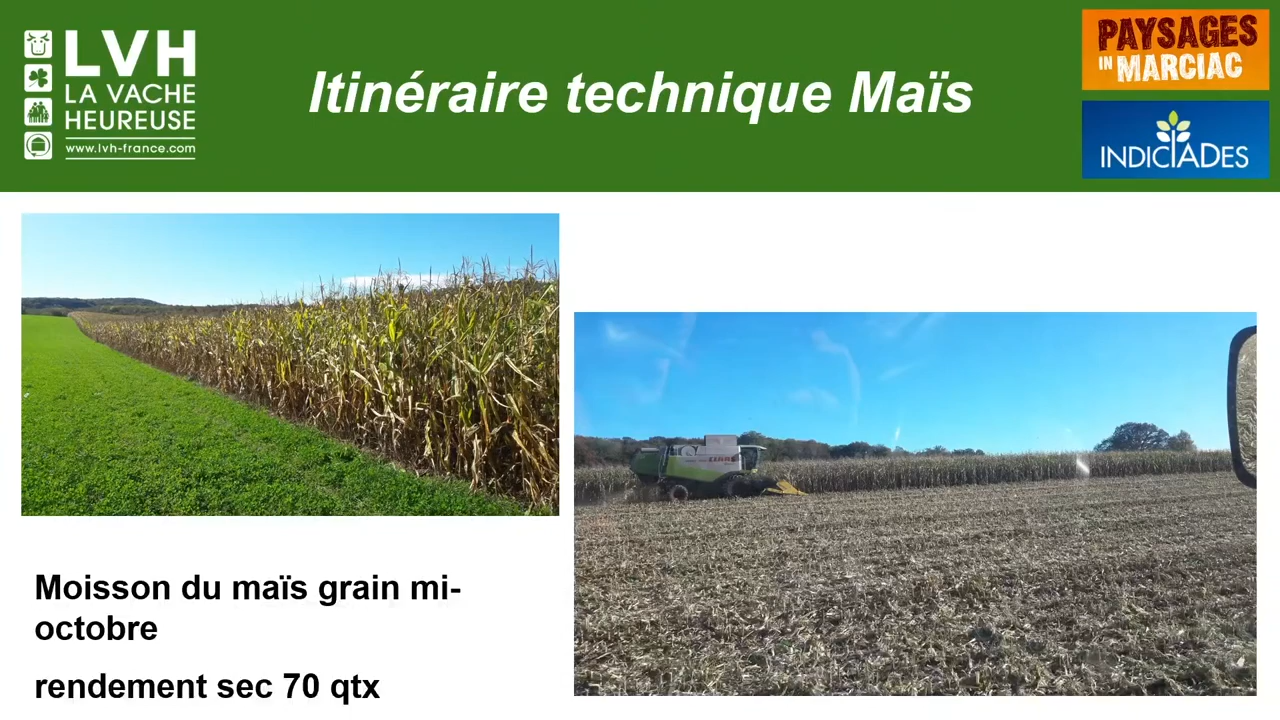 LVH
LA VACHE
HEUREUSE
www.lvh-france.com
Itinéraire technique Maïs
PAYSAGES
IN MARCIAC
INDICIADES
CLAAS
Moisson du maïs grain mi-
octobre
rendement sec 70 qtx